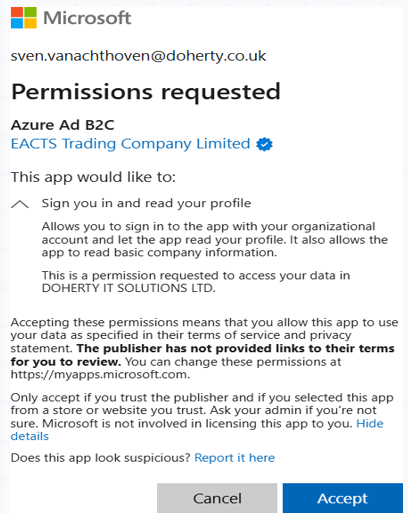 Microsoft
sven.vanachthoven@doherty.co.uk
Permissions requested
Azure Ad B2C
EACTS Trading Company Limited
This app would like to:
Sign you in and read your profile
Allows you to sign in to the app with your organizational
account and let the app read your profile. It also allows the
app to read basic company information.
This is a permission requested to access your data in
DOHERTY IT SOLUTIONS LTD.
Accepting these permissions means that you allow this app to use
your data as specified in their terms of service and privacy
statement. The publisher has not provided links to their terms
for you to review. You can change these permissions at
https://myapps.microsoft.com.
Only accept if you trust the publisher and if you selected this app
from a store or website you trust. Ask your admin if you're not
sure. Microsoft is not involved in licensing this app to you. Hide
details
Does this app look suspicious? Report it here
Cancel
Accept